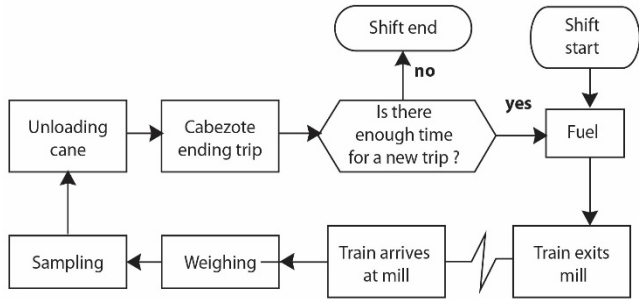 Shift end
Shift
start
no
Unloading
cane
Cabezote
ending trip
Is there
enough time
for a new trip ?
yes
Fuel
Sampling
Weighing
Train arrives
at mill
Train exits
mill